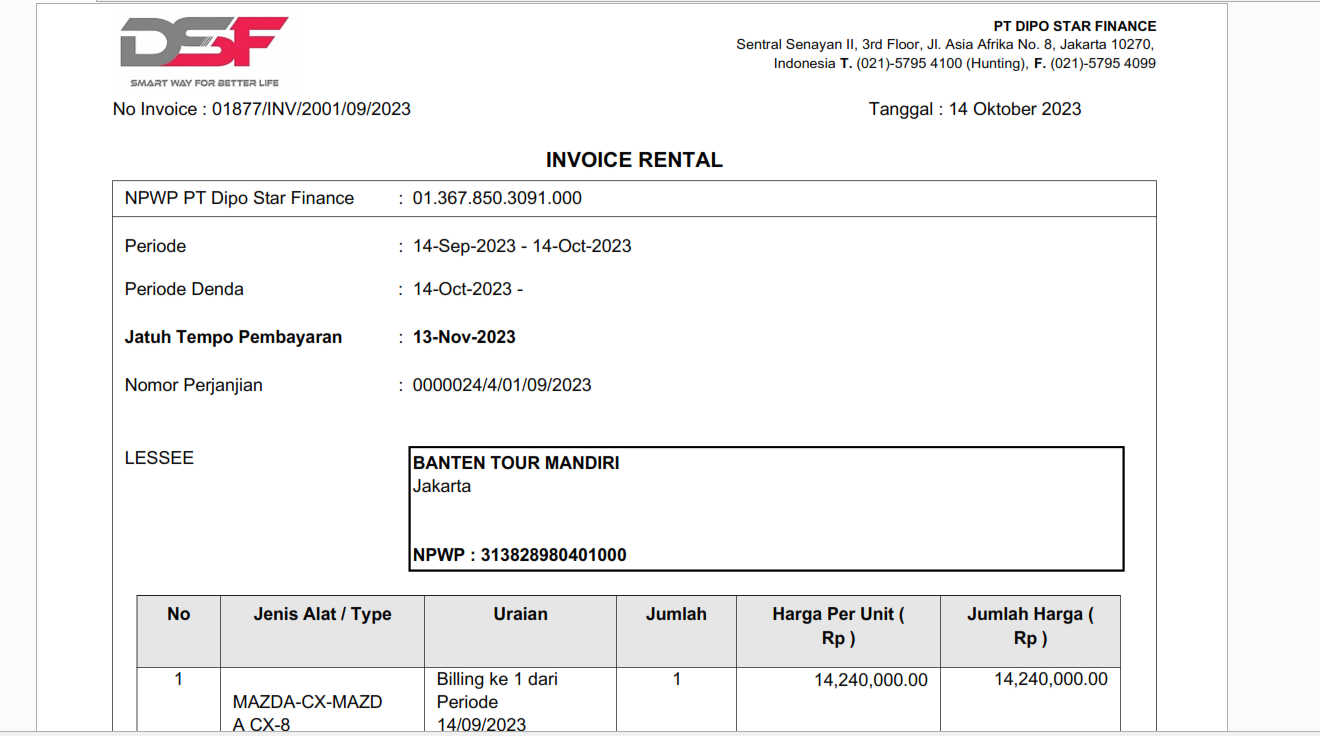 DSF
SMART WAY FOR BETTER LIFE
PT DIPO STAR FINANCE
Sentral Senayan II, 3rd Floor, Jl. Asia Afrika No. 8, Jakarta 10270,
Indonesia T. (021)-5795 4100 (Hunting), F. (021)-5795 4099
No Invoice : 01877/INV/2001/09/2023
Tanggal : 14 Oktober 2023
INVOICE RENTAL
NPWP PT Dipo Star Finance : 01.367.850.3091.000
Periode : 14-Sep-2023 - 14-Oct-2023
Periode Denda : 14-Oct-2023 -
Jatuh Tempo Pembayaran : 13-Nov-2023
Nomor Perjanjian : 0000024/4/01/09/2023
LESSEE
BANTEN TOUR MANDIRI
Jakarta
NPWP : 313828980401000
No Jenis Alat / Type Uraian Jumlah Harga Per Unit ( Jumlah Harga (
Rp ) Rp )
1 Billing ke 1 dari 1 14,240,000.00 14,240,000.00
MAZDA-CX-MAZD Periode
A CX-8 14/09/2023